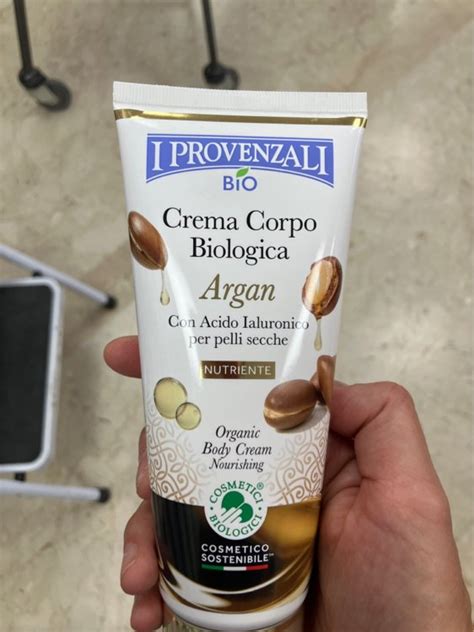 I PROVENZALI
BIO
Crema Corpo
Biologica
Argan
Con Acido Ialuronico
per pelli secche
NUTRIENTE
Organic
Body Cream
Nourishing
COSMETICI
BIOLOGICI
®
COSMETICO
SOSTENIBILE™